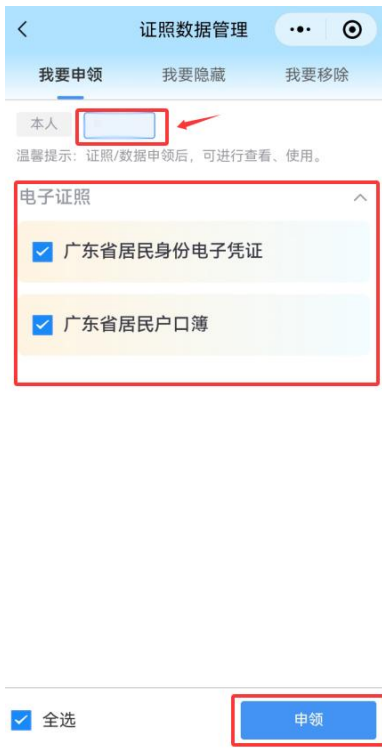 证照数据管理
我要申领 我要隐藏 我要移除
本人
温馨提示：证照/数据申领后，可进行查看、使用。
电子证照
广东省居民身份电子凭证
广东省居民户口簿
全选 申领